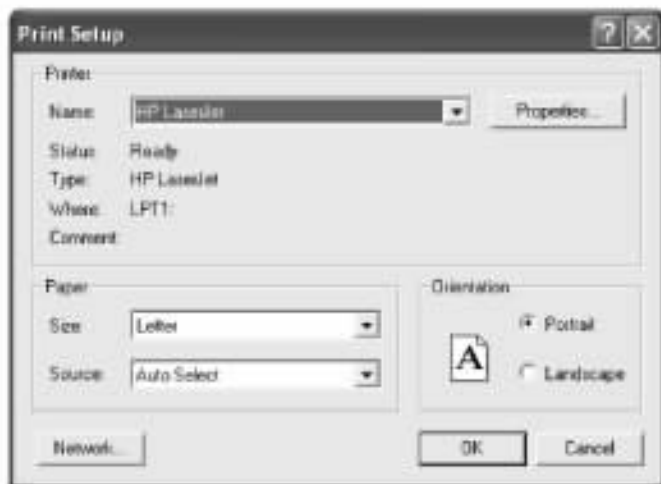 Print Setup
Printer
Name: HP LaserJet Properties...
Status: Ready
Type: HP LaserJet
Where: LPT1:
Comment:
Paper
Size: Letter
Source: Auto Select
Orientation
A
Portrait
Landscape
Network...
OK Cancel